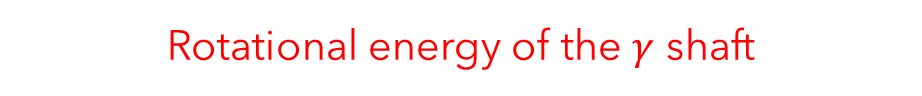 Rotational energy of the γ shaft